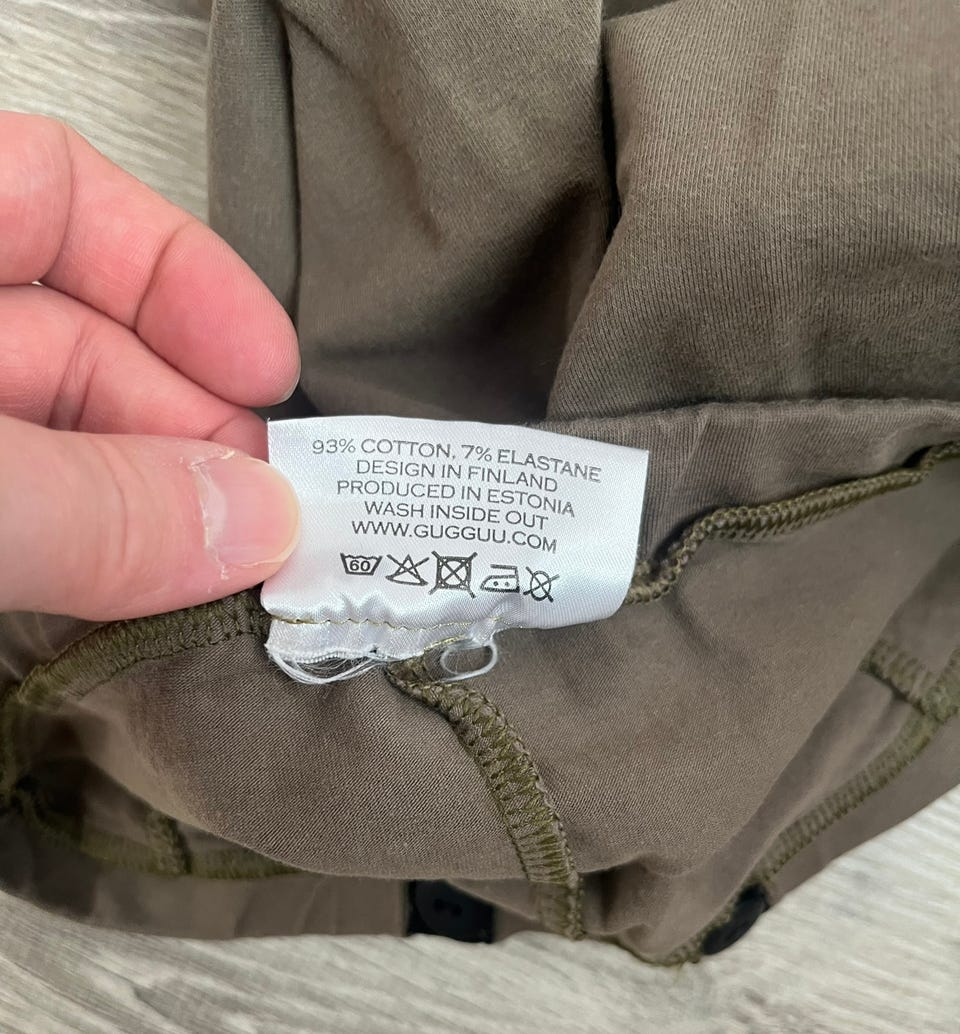 93% COTTON, 7% ELASTANE
DESIGN IN FINLAND
PRODUCED IN ESTONIA
WASH INSIDE OUT
WWW.GUGGUU.COM
60